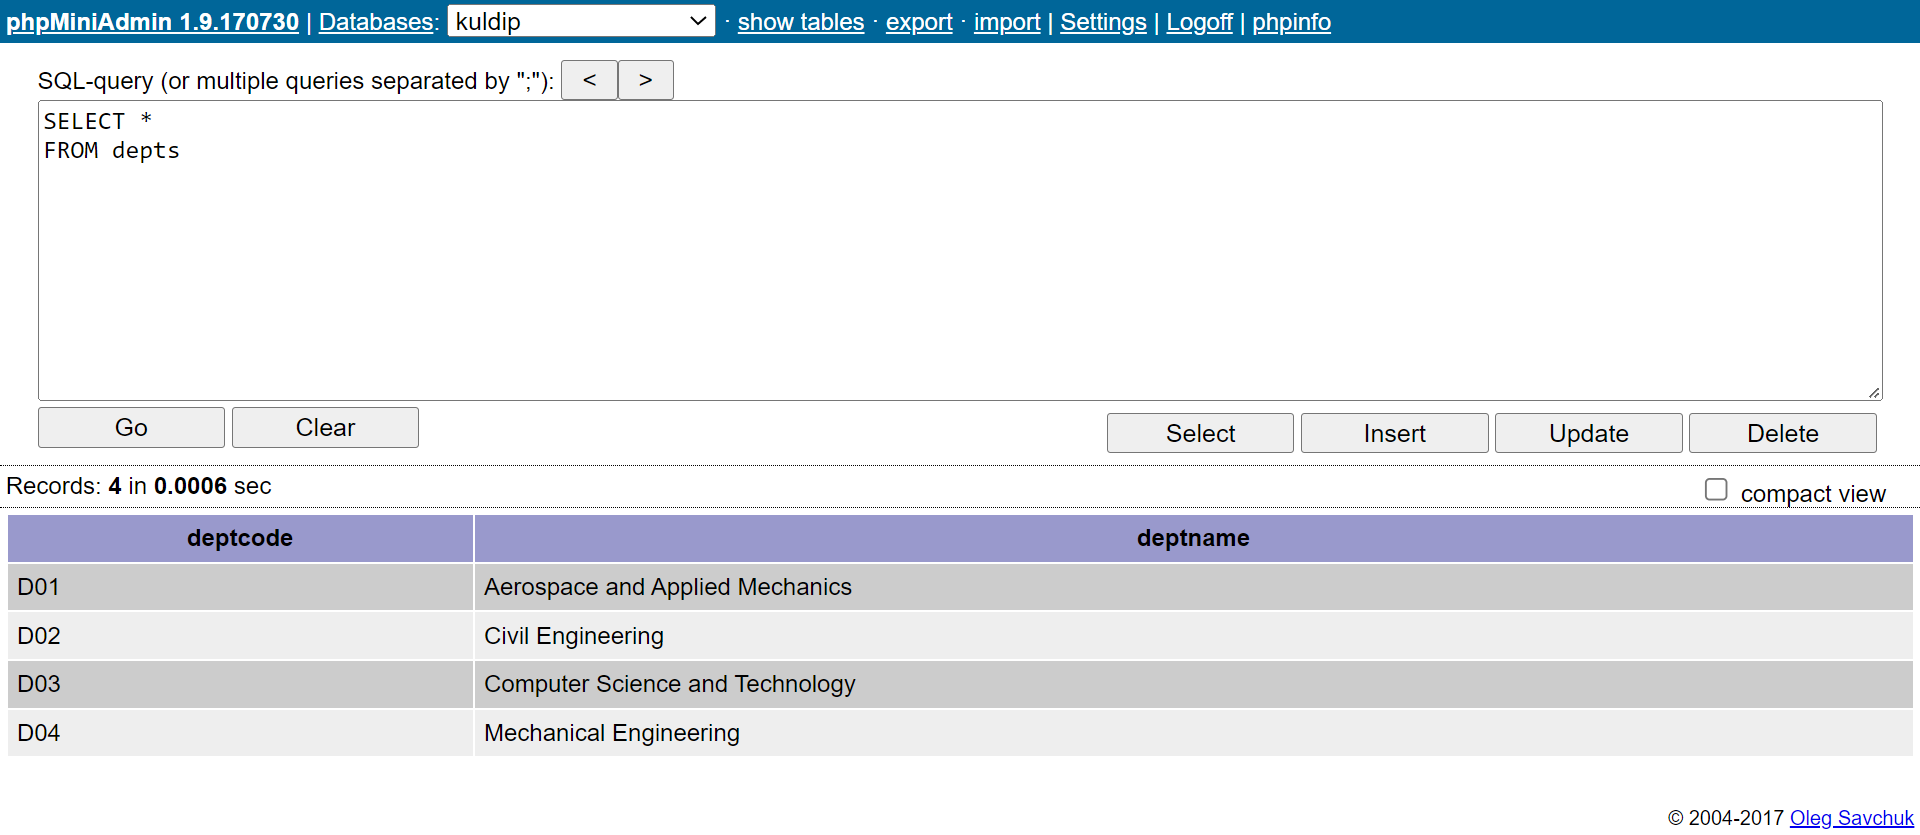 phpMiniAdmin 1.9.170730 | Databases: kuldip · show tables · export · import | Settings | Logoff | phpinfo
SQL-query (or multiple queries separated by ";"): < >
SELECT *
FROM depts
Go Clear Select Insert Update Delete
Records: 4 in 0.0006 sec compact view
deptcode deptname
D01 Aerospace and Applied Mechanics
D02 Civil Engineering
D03 Computer Science and Technology
D04 Mechanical Engineering
© 2004-2017 Oleg Savchuk